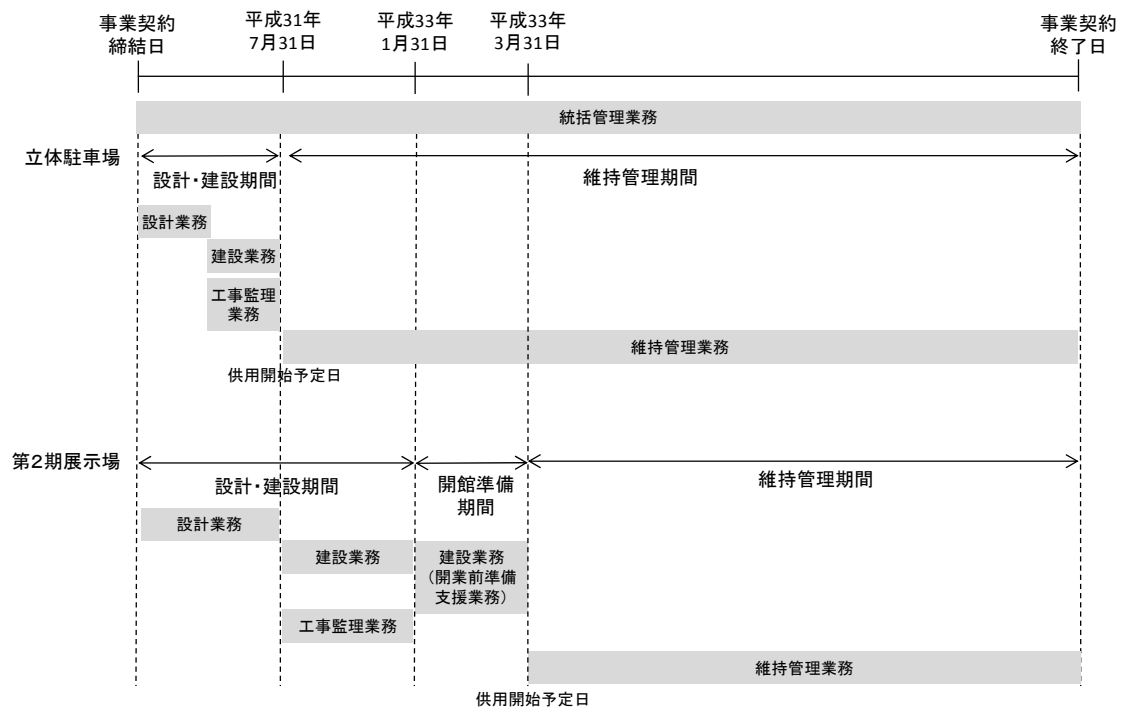 事業契約
締結日
平成31年
7月31日
平成33年
1月31日
平成33年
3月31日
事業契約
終了日
統括管理業務
立体駐車場
設計・建設期間
維持管理期間
設計業務
建設業務
工事監理
業務
維持管理業務
供用開始予定日
第2期展示場
設計・建設期間
開館準備
期間
維持管理期間
設計業務
建設業務
建設業務
（開業前準備
支援業務）
工事監理業務
維持管理業務
供用開始予定日